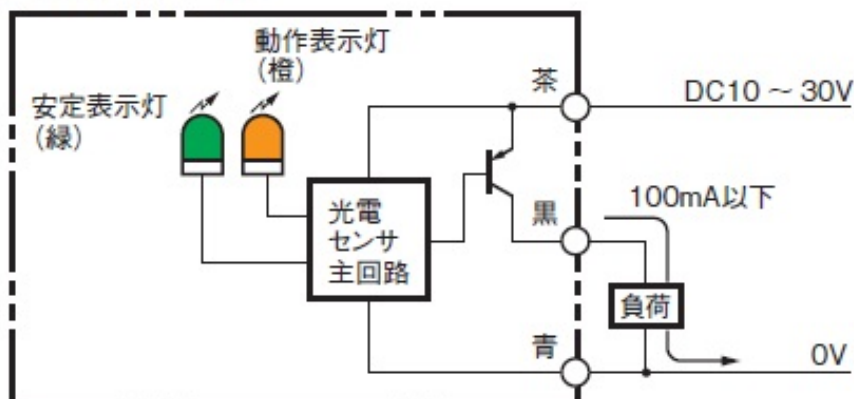 動作表示灯
(橙)
安定表示灯
(緑)
茶
DC10 ~ 30V
光電
センサ
主回路
黒
100mA以下
負荷
青
0V